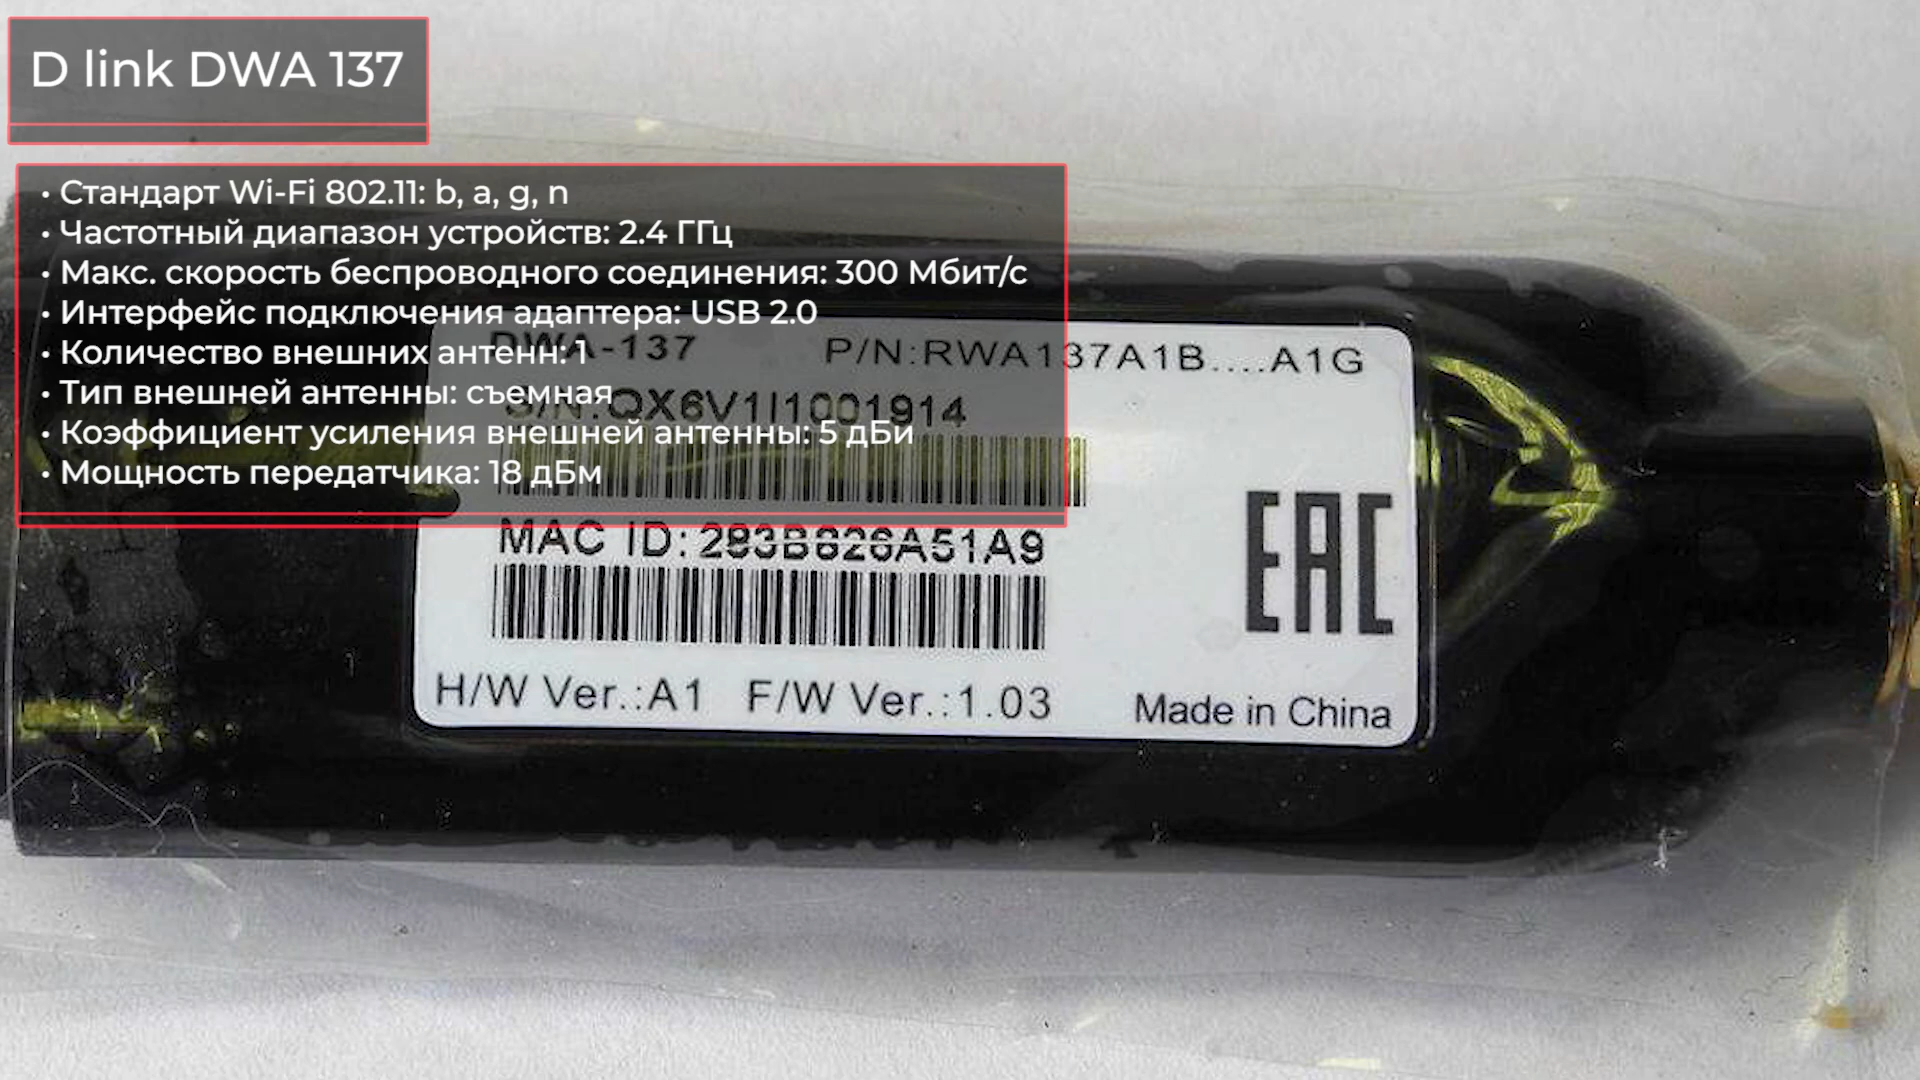 D link DWA 137
• Стандарт Wi-Fi 802.11: b, a, g, n
• Частотный диапазон устройств: 2.4 ГГц
• Макс. скорость беспроводного соединения: 300 Мбит/с
• Интерфейс подключения адаптера: USB 2.0
• Количество внешних антенн: 1
• Тип внешней антенны: съемная
• Коэффициент усиления внешней антенны: 5 дБи
• Мощность передатчика: 18 дБм
DWA-137 P/N:RWA137A1B....A1G
S/N:QX6V1I1001914
MAC ID:283B826A51A9
EAC
H/W Ver.:A1 F/W Ver.:1.03 Made in China